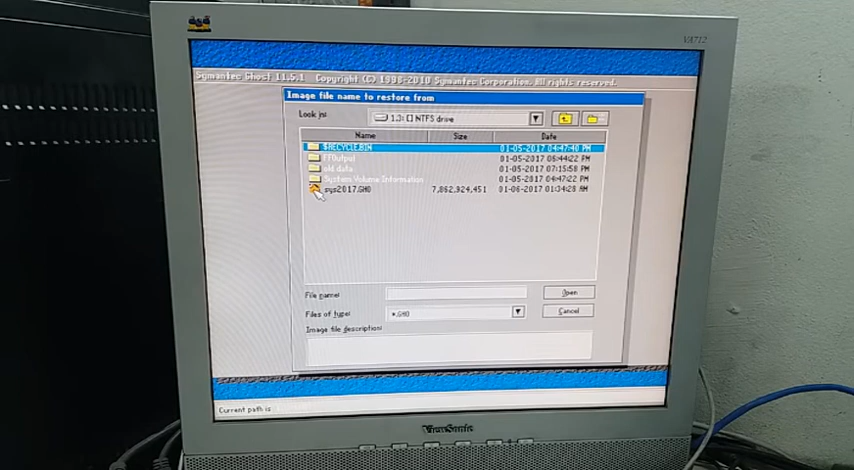 VA712
Symantec Ghost 11.5.1 Copyright (C) 1998-2010 Symantec Corporation. All rights reserved.
Image file name to restore from
Look in: 1.3: [] NTFS drive
Name Size Date
$RECYCLE.BIN 01-05-2017 04:47:40 PM
FFOutput 01-05-2017 06:44:22 PM
old data 01-05-2017 07:15:58 PM
System Volume Information 01-05-2017 04:47:22 PM
sys2017.GHO 7,862,924,451 01-06-2017 01:34:28 AM
File name: Open
Files of type: *.GHO Cancel
Image file description:
Current path is
ViewSonic